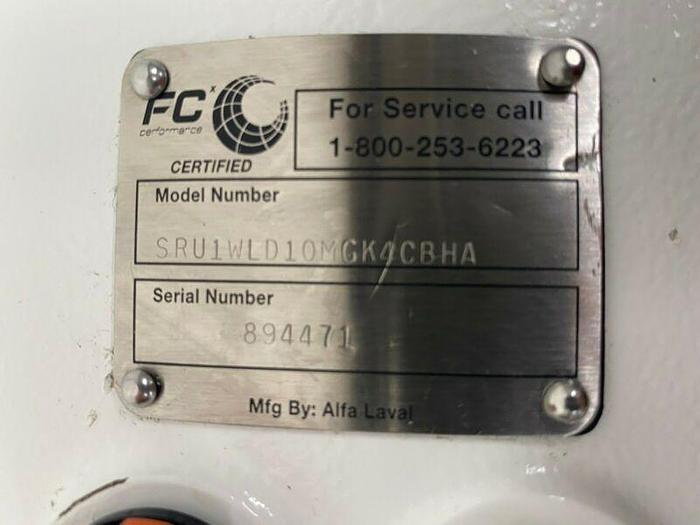 FC x
performance
CERTIFIED
For Service call
1-800-253-6223
Model Number
SRU1WLD10MGK4CBHA
Serial Number
894471
Mfg By: Alfa Laval